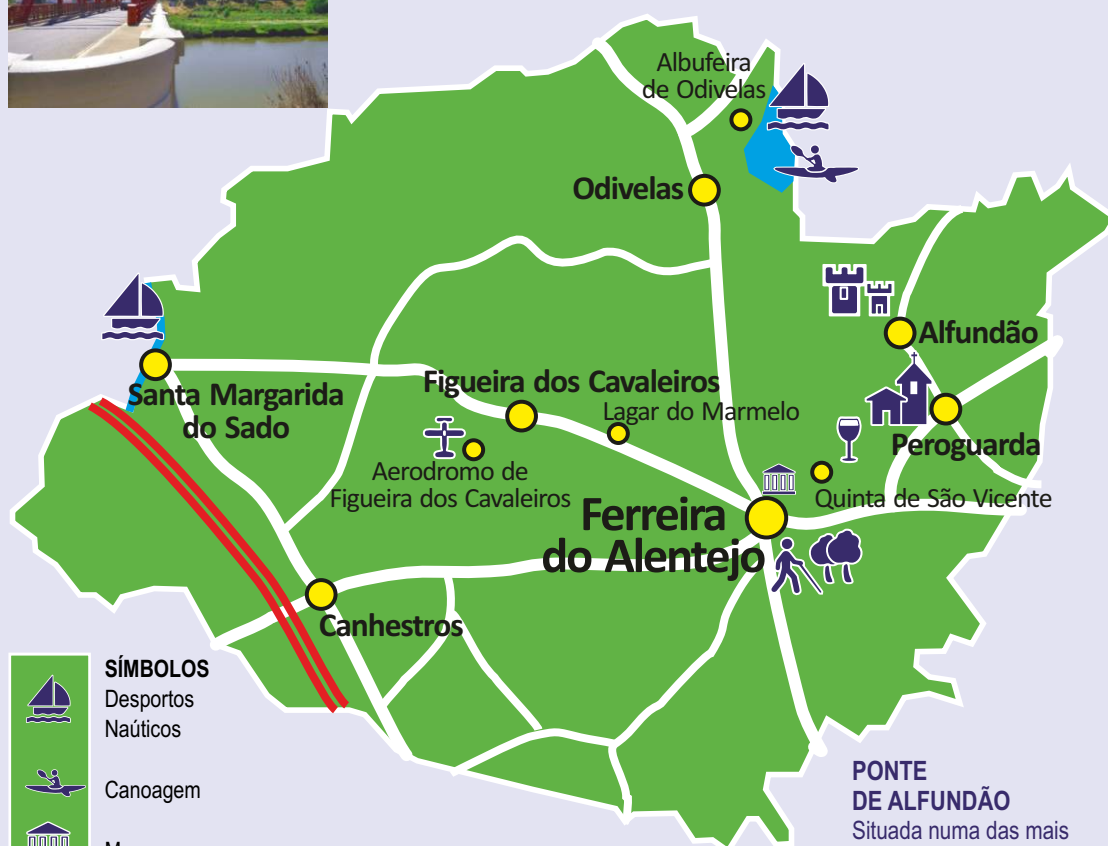 Albufeira
de Odivelas
Odivelas
Alfundão
Santa Margarida
do Sado
Figueira dos Cavaleiros
Lagar do Marmelo
Peroguarda
Aerodromo de
Figueira dos Cavaleiros
Quinta de São Vicente
Ferreira
do Alentejo
Canhestros
SÍMBOLOS
Desportos
Naúticos
Canoagem
PONTE
DE ALFUNDÃO
Situada numa das mais